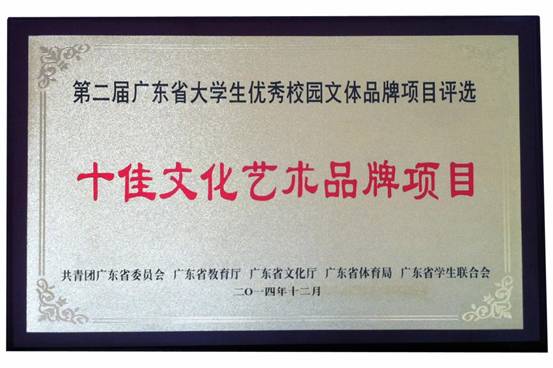 第二届广东省大学生优秀校园文体品牌项目评选
十佳文化艺术品牌项目
共青团广东省委员会 广东省教育厅 广东省文化厅 广东省体育局 广东省学生联合会
二〇一四年十二月